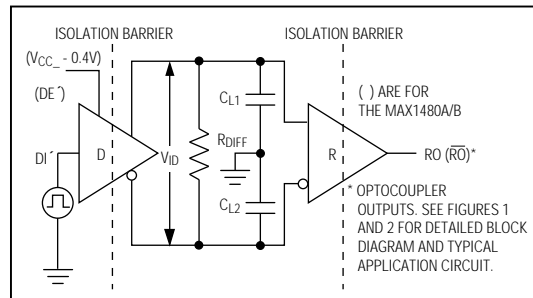 ISOLATION BARRIER
ISOLATION BARRIER
(VCC_ - 0.4V)
(DE´)
DI´
D
VID
RDIFF
CL1
CL2
R
( ) ARE FOR
THE MAX1480A/B
RO (R̅O̅)*
* OPTOCOUPLER
OUTPUTS. SEE FIGURES 1
AND 2 FOR DETAILED BLOCK
DIAGRAM AND TYPICAL
APPLICATION CIRCUIT.